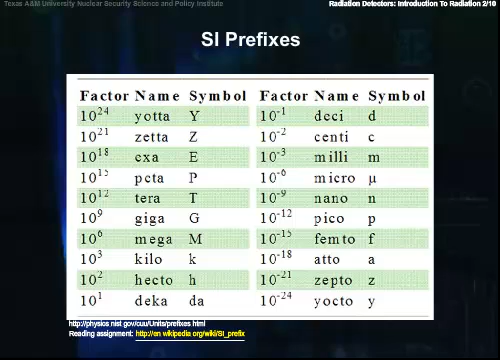 Texas A&M University Nuclear Security Science and Policy Institute
Radiation Detectors: Introduction To Radiation 2/10
SI Prefixes
Factor Name Symbol Factor Name Symbol
10^24 yotta Y 10^-1 deci d
10^21 zetta Z 10^-2 centi c
10^18 exa E 10^-3 milli m
10^15 peta P 10^-6 micro µ
10^12 tera T 10^-9 nano n
10^9 giga G 10^-12 pico p
10^6 mega M 10^-15 femto f
10^3 kilo k 10^-18 atto a
10^2 hecto h 10^-21 zepto z
10^1 deka da 10^-24 yocto y
http://physics.nist.gov/cuu/Units/prefixes.html
Reading assignment: http://en.wikipedia.org/wiki/SI_prefix